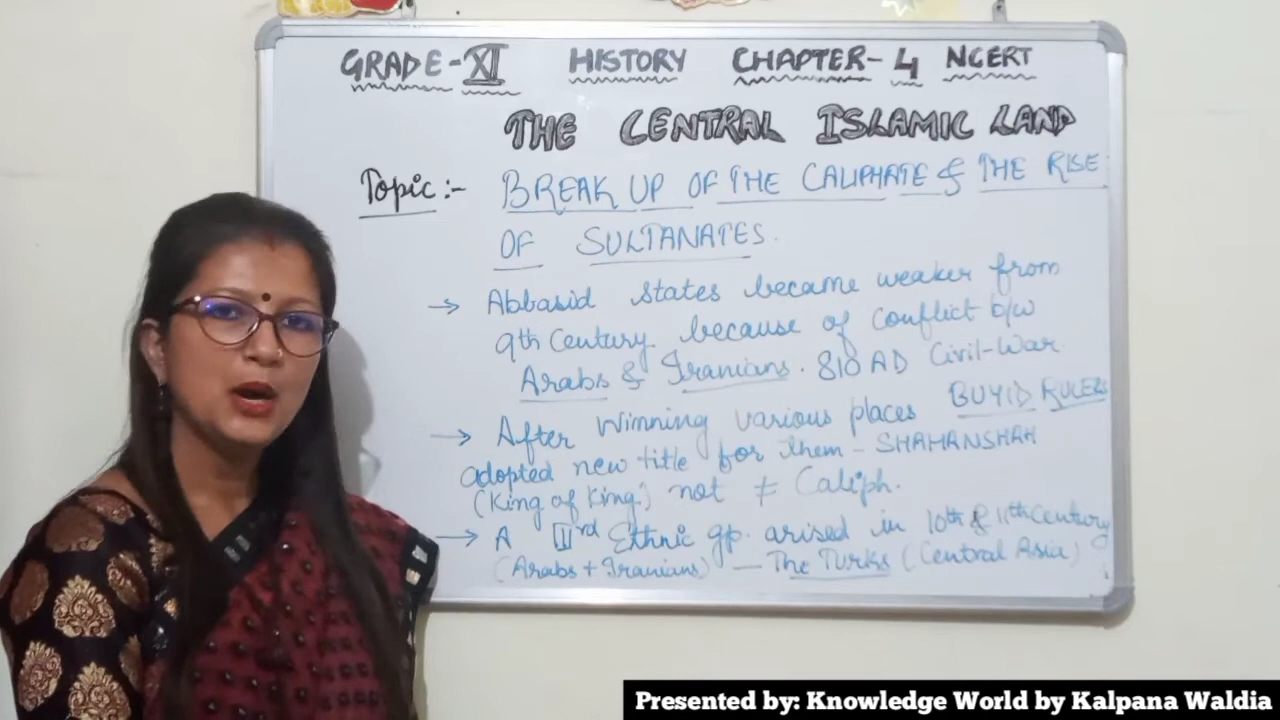 GRADE-XI HISTORY CHAPTER-4 NCERT
THE CENTRAL ISLAMIC LAND
Topic:- BREAK UP OF THE CALIPHATE & THE RISE
OF SULTANATES.
→ Abbasid states became weaker from
9th Century. because of conflict b/w
Arabs & Iranians. 810 AD Civil-War
→ After Winning various places BUYID RULERS
adopted new title for them - SHAHANSHAH
(King of King.) not ≠ Caliph.
→ A IIIrd Ethnic gp. arised in 10th & 11th Century
(Arabs + Iranians) — The Turks (Central Asia)
Presented by: Knowledge World by Kalpana Waldia